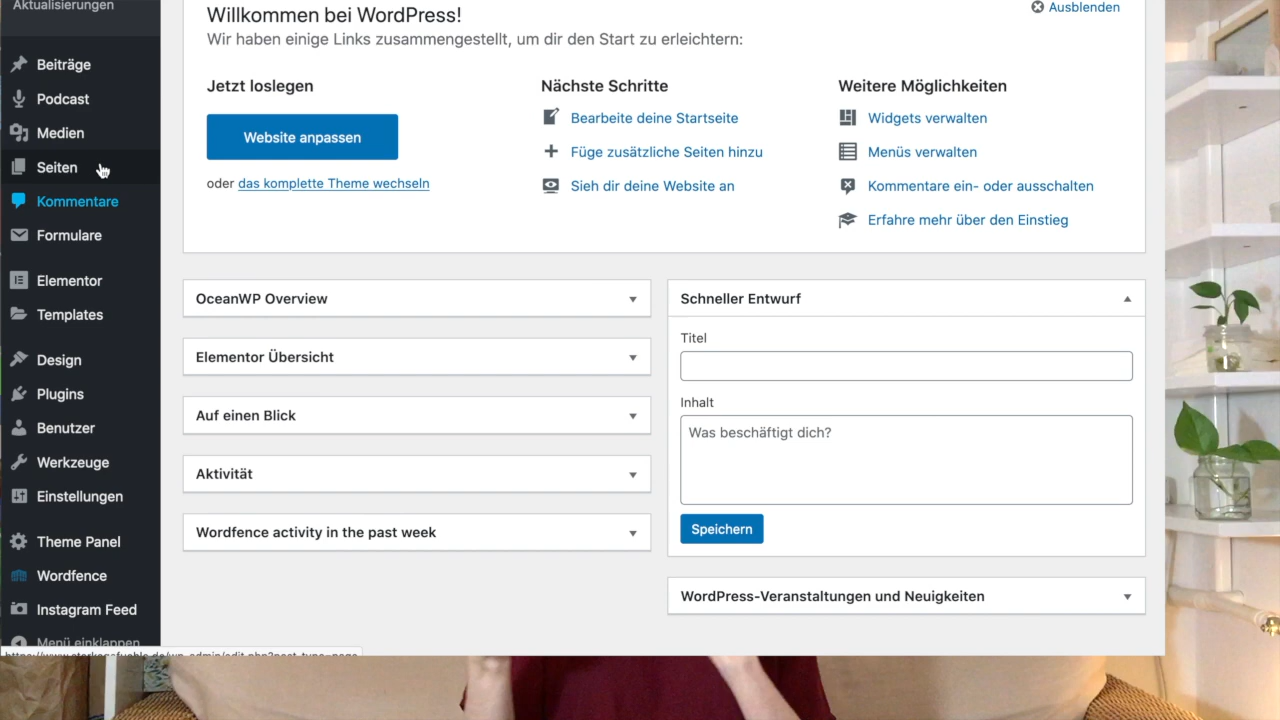 Aktualisierungen
Beiträge
Podcast
Medien
Seiten
Kommentare
Formulare
Elementor
Templates
Design
Plugins
Benutzer
Werkzeuge
Einstellungen
Theme Panel
Wordfence
Instagram Feed
Menü einklappen
Willkommen bei WordPress!
Ausblenden
Wir haben einige Links zusammengestellt, um dir den Start zu erleichtern:
Jetzt loslegen
Website anpassen
oder das komplette Theme wechseln
Nächste Schritte
Bearbeite deine Startseite
Füge zusätzliche Seiten hinzu
Sieh dir deine Website an
Weitere Möglichkeiten
Widgets verwalten
Menüs verwalten
Kommentare ein- oder ausschalten
Erfahre mehr über den Einstieg
OceanWP Overview
Elementor Übersicht
Auf einen Blick
Aktivität
Wordfence activity in the past week
Schneller Entwurf
Titel
Inhalt
Was beschäftigt dich?
Speichern
WordPress-Veranstaltungen und Neuigkeiten